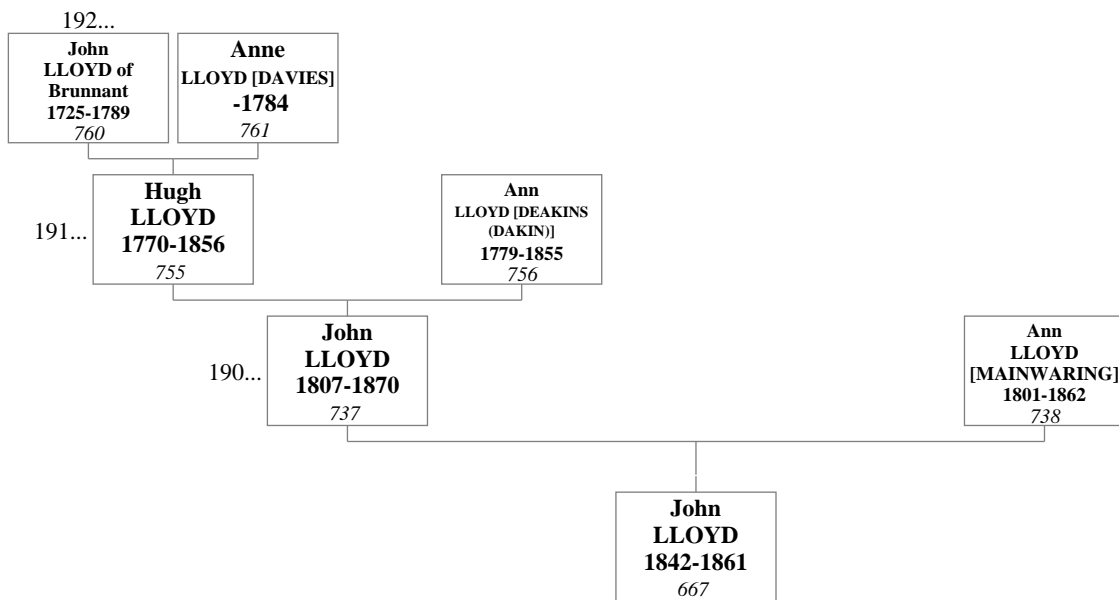 192...
John
LLOYD of
Brunnant
1725-1789
760
Anne
LLOYD [DAVIES]
-1784
761
191...
Hugh
LLOYD
1770-1856
755
Ann
LLOYD [DEAKINS
(DAKIN)]
1779-1855
756
190...
John
LLOYD
1807-1870
737
Ann
LLOYD
[MAINWARING]
1801-1862
738
John
LLOYD
1842-1861
667